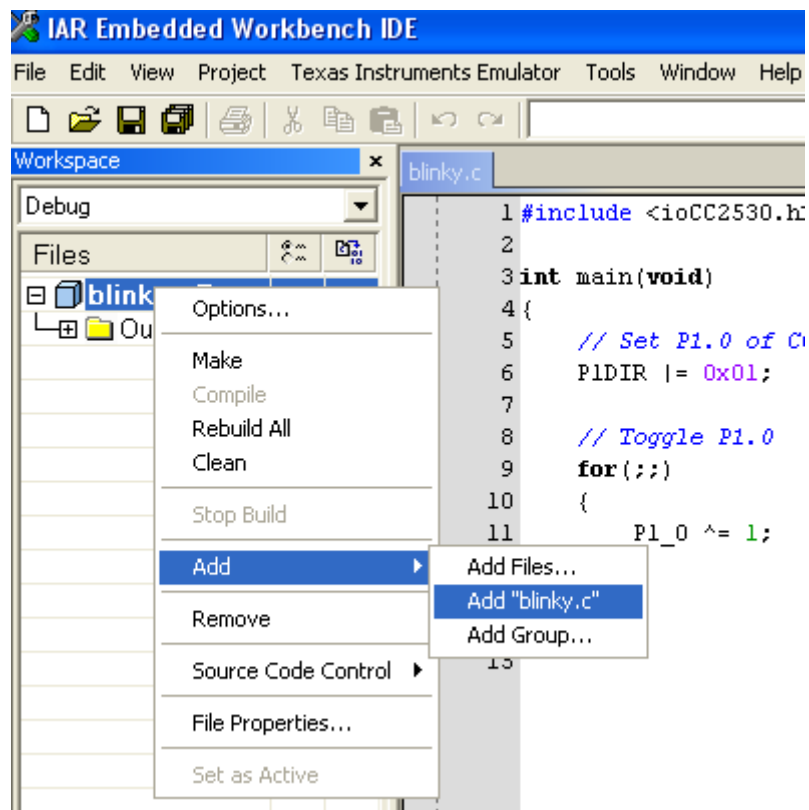 IAR Embedded Workbench IDE
File Edit View Project Texas Instruments Emulator Tools Window Help
Workspace
blinky.c
Debug
Files
blink
Ou
Options...
Make
Compile
Rebuild All
Clean
Stop Build
Add
Remove
Source Code Control
File Properties...
Set as Active
Add Files...
Add "blinky.c"
Add Group...
1 #include <ioCC2530.h
2
3 int main(void)
4 {
5 // Set P1.0 of C
6 P1DIR |= 0x01;
7
8 // Toggle P1.0
9 for(;;)
10 {
11 P1_0 ^= 1;
13